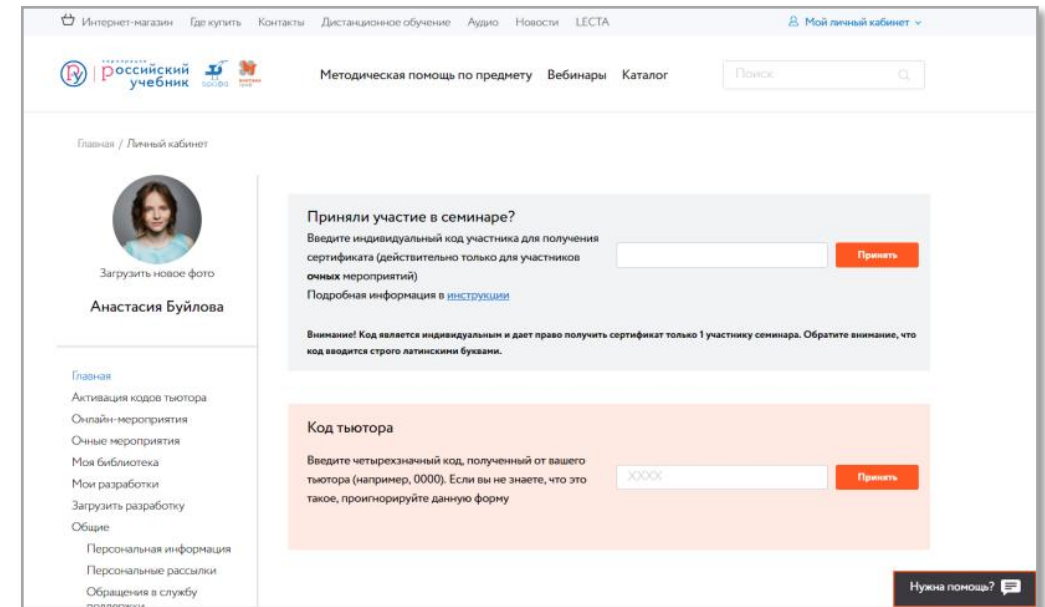 Интернет-магазин Где купить Контакты Дистанционное обучение Аудио Новости LECTA Мой личный кабинет
корпорация
российский
учебник
дрофа
Методическая помощь по предмету Вебинары Каталог Поиск
Главная / Личный кабинет
Загрузить новое фото
Анастасия Буйлова
Главная
Активация кодов тьютора
Онлайн-мероприятия
Очные мероприятия
Моя библиотека
Мои разработки
Загрузить разработку
Общие
Персональная информация
Персональные рассылки
Обращения в службу
поддержки
Приняли участие в семинаре?
Введите индивидуальный код участника для получения
сертификата (действительно только для участников
очных мероприятий)
Подробная информация в инструкции
Принять
Внимание! Код является индивидуальным и дает право получить сертификат только 1 участнику семинара. Обратите внимание, что
код вводится строго латинскими буквами.
Код тьютора
Введите четырехзначный код, полученный от вашего
тьютора (например, 0000). Если вы не знаете, что это
такое, проигнорируйте данную форму
XXXX
Принять
Нужна помощь?